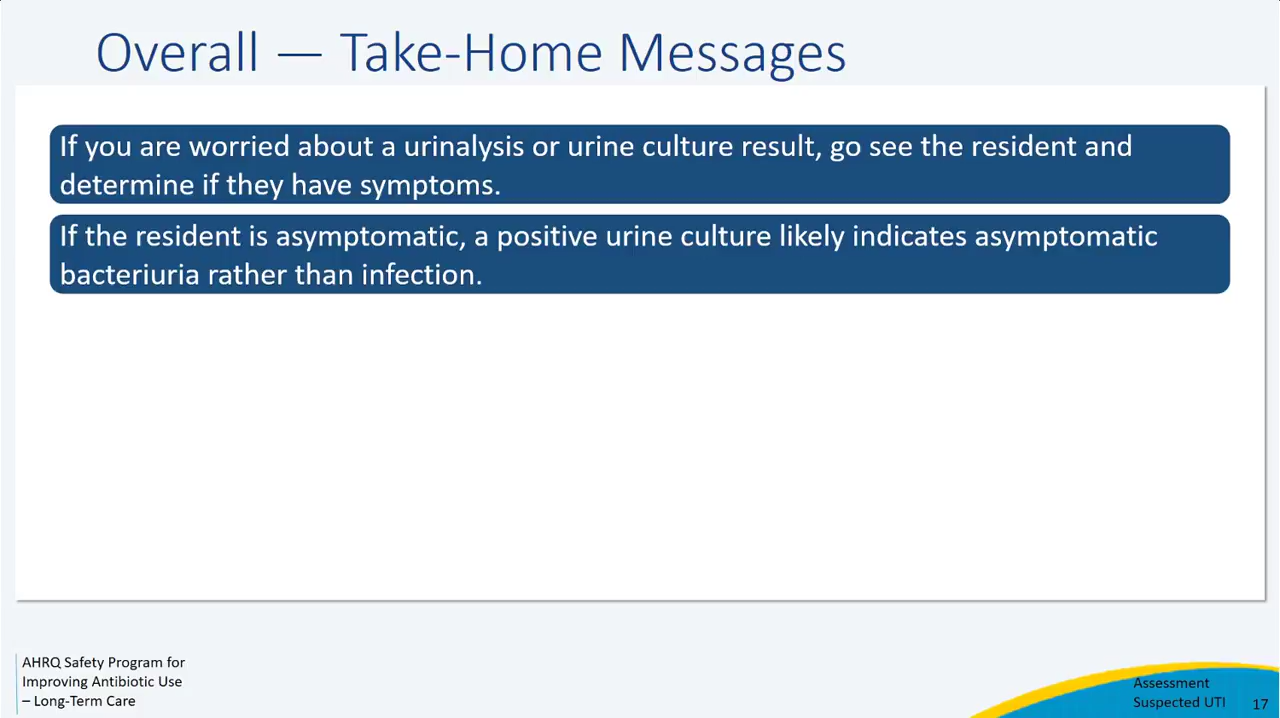 Overall — Take-Home Messages
If you are worried about a urinalysis or urine culture result, go see the resident and
determine if they have symptoms.
If the resident is asymptomatic, a positive urine culture likely indicates asymptomatic
bacteriuria rather than infection.
AHRQ Safety Program for
Improving Antibiotic Use
– Long-Term Care
Assessment
Suspected UTI
17